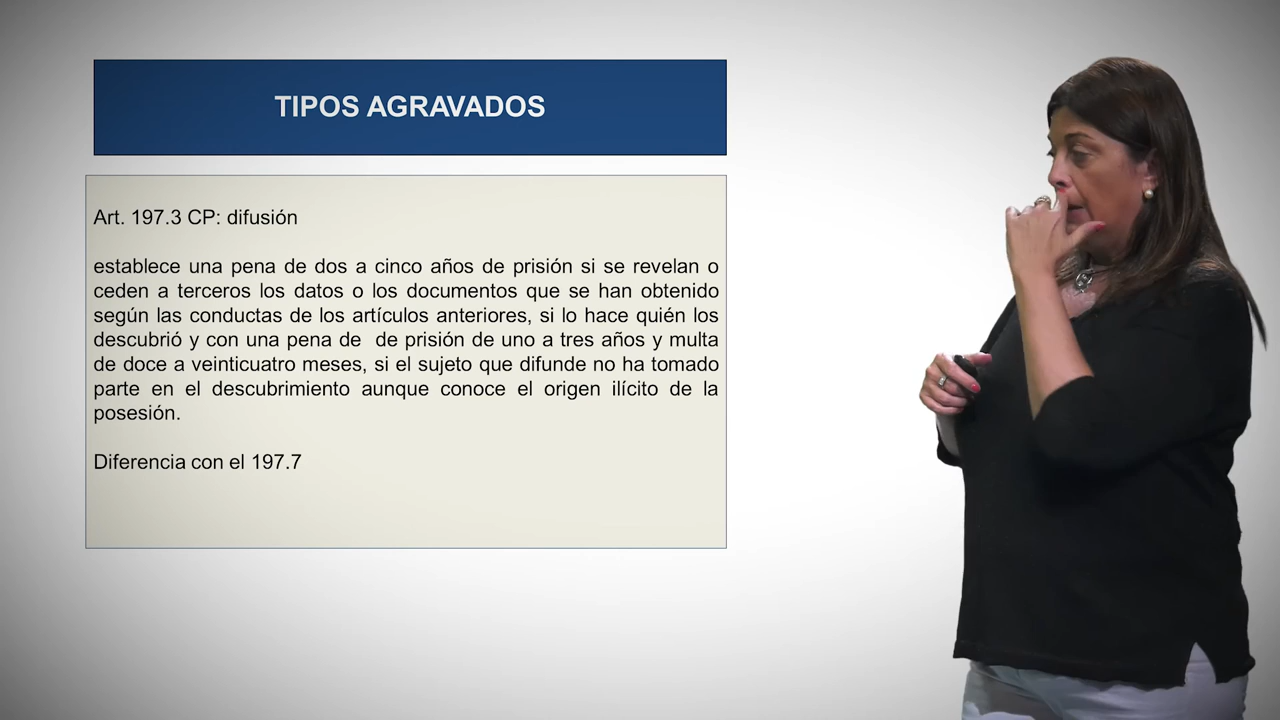 TIPOS AGRAVADOS
Art. 197.3 CP: difusión
establece una pena de dos a cinco años de prisión si se revelan o
ceden a terceros los datos o los documentos que se han obtenido
según las conductas de los artículos anteriores, si lo hace quién los
descubrió y con una pena de  de prisión de uno a tres años y multa
de doce a veinticuatro meses, si el sujeto que difunde no ha tomado
parte en el descubrimiento aunque conoce el origen ilícito de la
posesión.
Diferencia con el 197.7